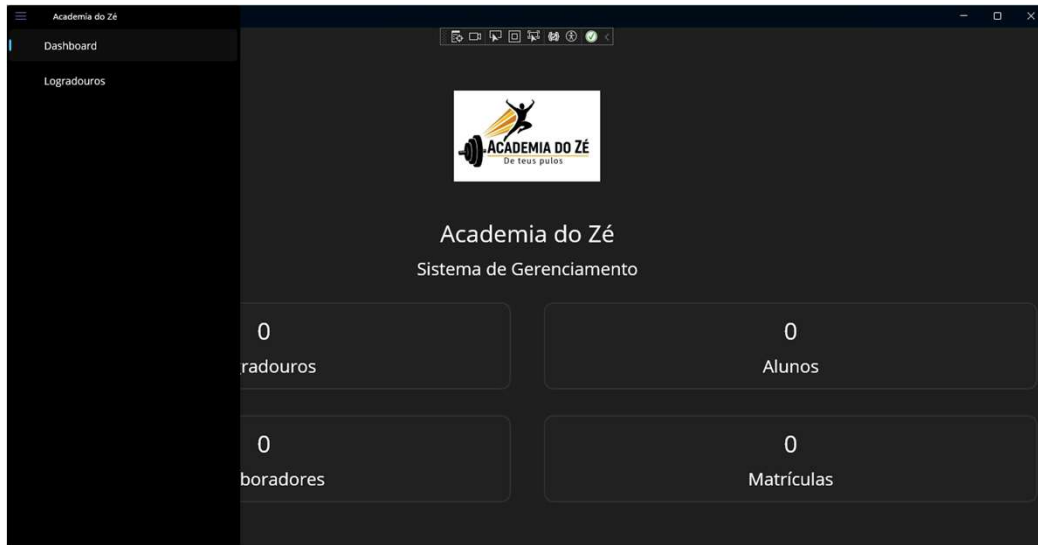 Academia do Zé
Dashboard
Logradouros
ACADEMIA DO ZÉ
De teus pulos
Academia do Zé
Sistema de Gerenciamento
0
radouros
0
Alunos
0
boradores
0
Matrículas